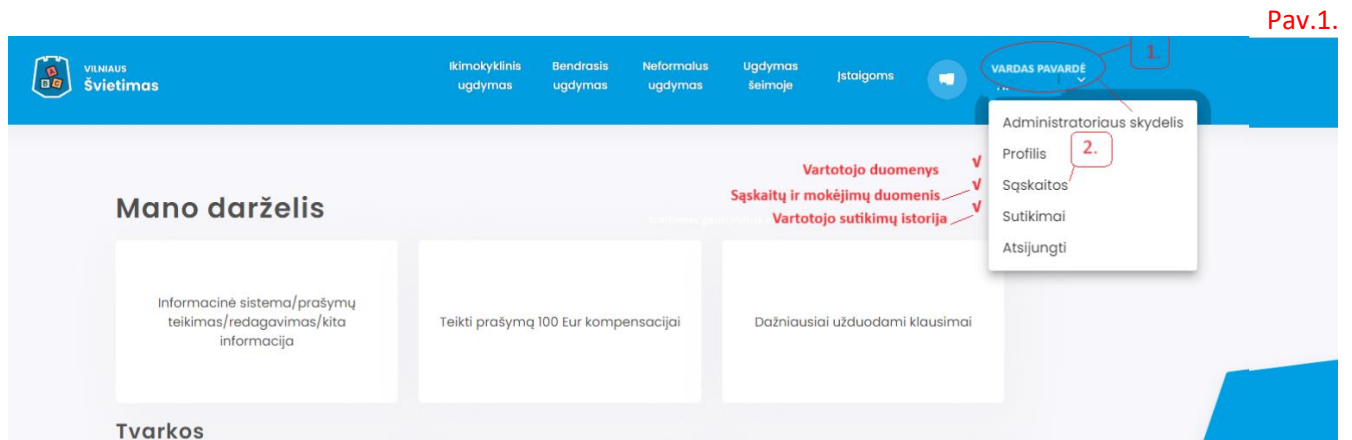 Pav.1.
VILNIAUS
Švietimas
Ikimokyklinis
ugdymas
Bendrasis
ugdymas
Neformalus
ugdymas
Ugdymas
šeimoje
Įstaigoms
VARDAS PAVARDĖ
1.
Administratoriaus skydelis
Profilis
2.
Sąskaitos
Sutikimai
Atsijungti
Vartotojo duomenys √
Sąskaitų ir mokėjimų duomenis √
Vartotojo sutikimų istorija √
Mano darželis
Informacinė sistema/prašymų
teikimas/redagavimas/kita
informacija
Teikti prašymą 100 Eur kompensacijai
Dažniausiai užduodami klausimai
Tvarkos